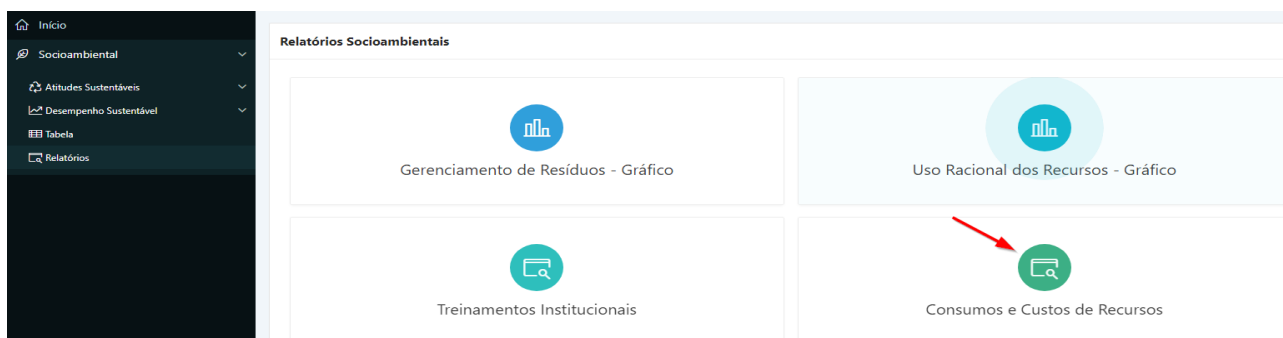 Início
Socioambiental
Atitudes Sustentáveis
Desempenho Sustentável
Tabela
Relatórios
Relatórios Socioambientais
Gerenciamento de Resíduos - Gráfico
Uso Racional dos Recursos - Gráfico
Treinamentos Institucionais
Consumos e Custos de Recursos